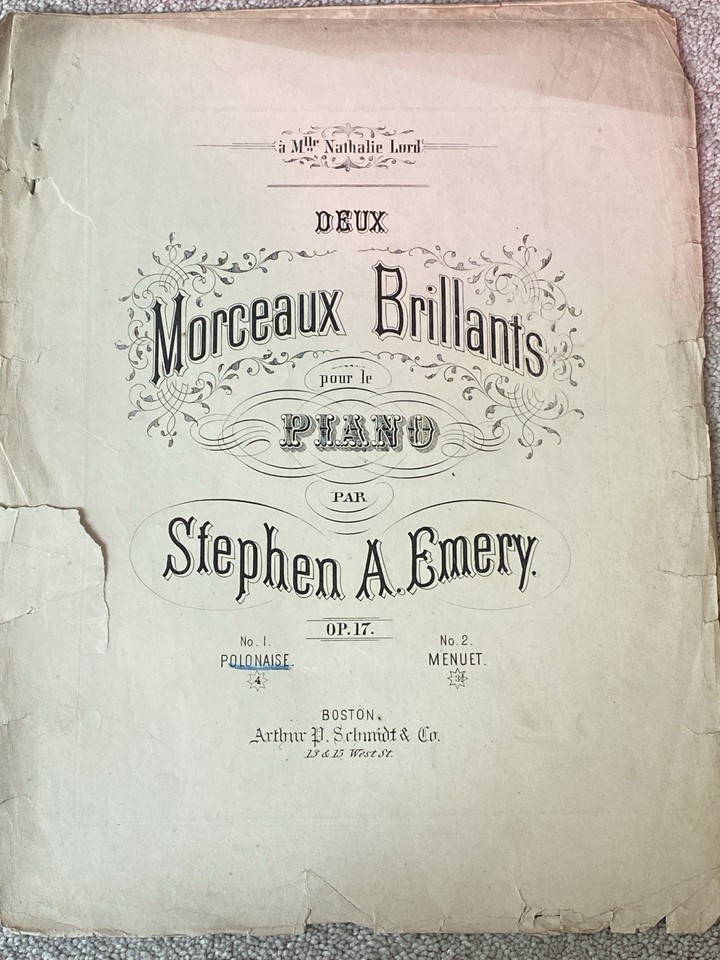 à Mlle Nathalie Lord
DEUX
Morceaux Brillants
pour le
PIANO
PAR
Stephen A. Emery.
OP. 17.
No. 1. No. 2.
POLONAISE. MENUET.
4
BOSTON,
Arthur P. Schmidt & Co.
13 & 15 West St.